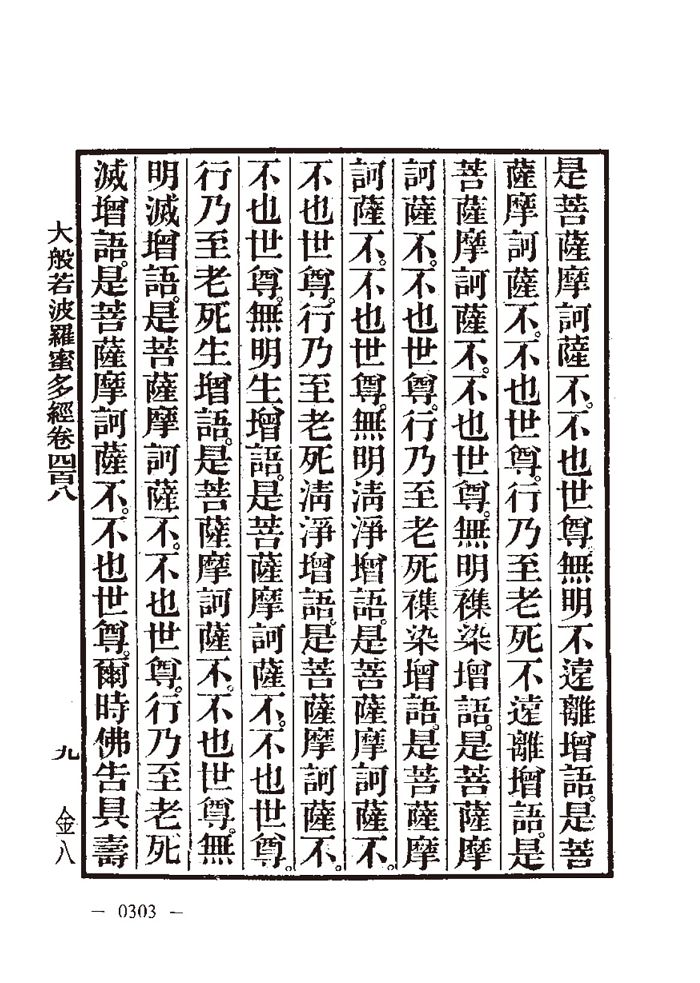 是菩薩摩訶薩不。不也世尊無明不遠離增語。是菩
薩摩訶薩不。不也世尊。行乃至老死不遠離增語。是
菩薩摩訶薩不。不也世尊。無明襍染增語。是菩薩摩
訶薩不。不也世尊。行乃至老死襍染增語。是菩薩摩
訶薩不。不也世尊。無明淸淨增語。是菩薩摩訶薩不。
不也世尊。行乃至老死淸淨增語。是菩薩摩訶薩不。
不也世尊。無明生增語。是菩薩摩訶薩不。不也世尊。
行乃至老死生增語。是菩薩摩訶薩不。不也世尊。無
明滅增語。是菩薩摩訶薩不。不也世尊。行乃至老死
滅增語。是菩薩摩訶薩不。不也世尊。爾時佛告具壽
大般若波羅蜜多經卷四百八
九
金八
— 0303 —